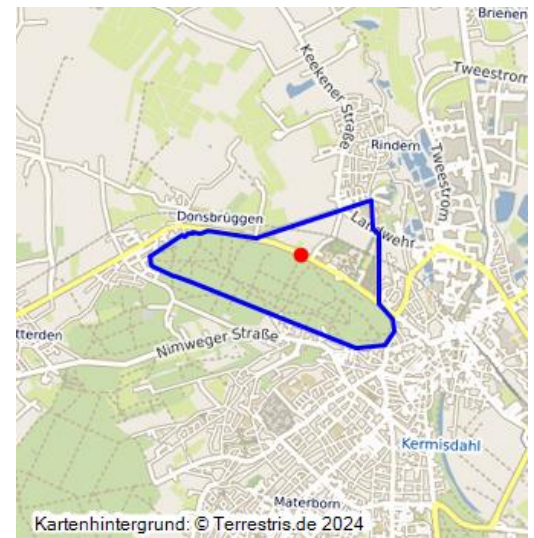 Brienen
Keekener Straße
Tweestrom
Rindern
Tweestrom
Donsbrüggen
Landwehr
tterden
Nimweger Straße
Kermisdahl
Materborn
Kartenhintergrund: © Terrestris.de 2024